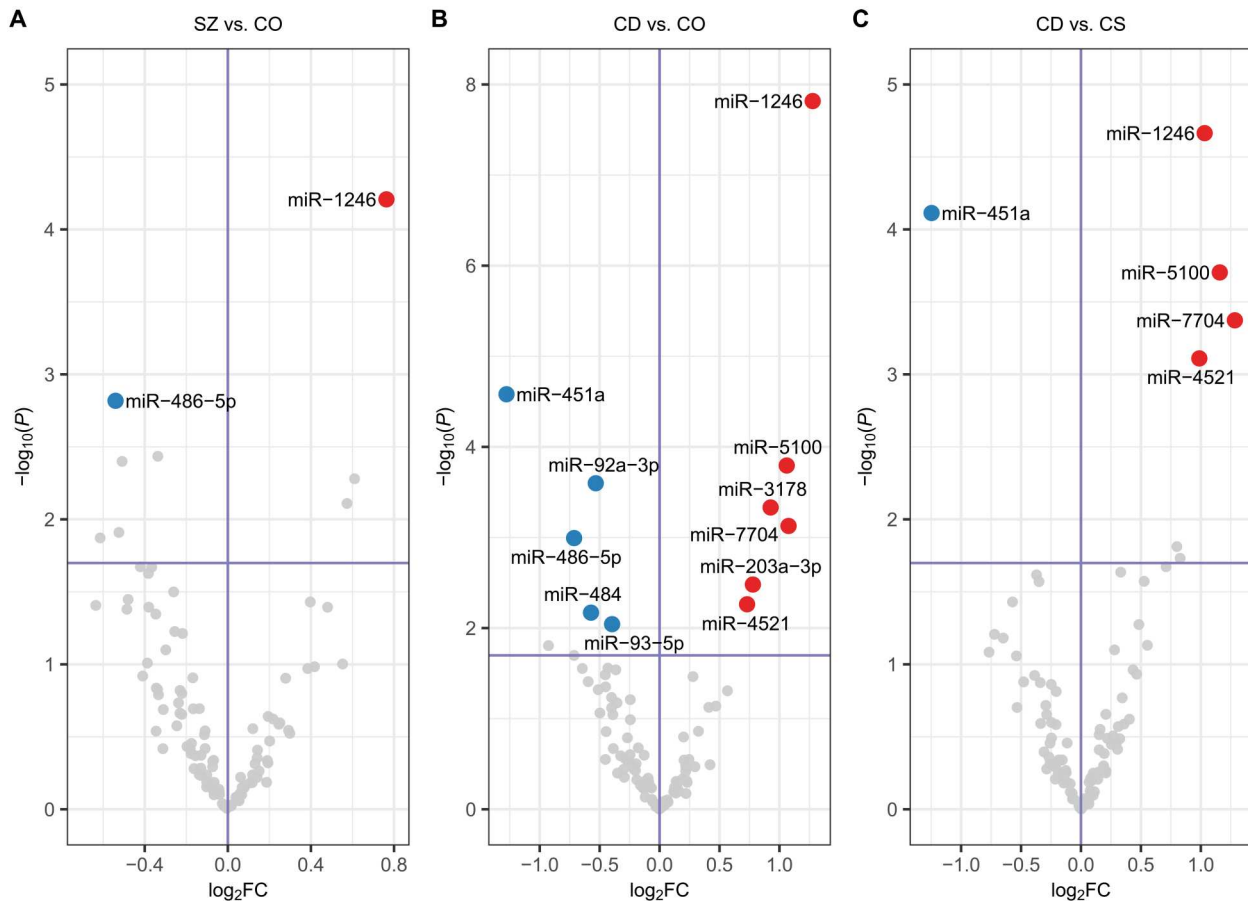 A
SZ vs. CO
−log10(P)
5
4
3
2
1
0
miR−1246
miR−486−5p
−0.4
0.0
0.4
0.8
log2FC
B
CD vs. CO
−log10(P)
8
6
4
2
0
miR−1246
miR−451a
miR−5100
miR−92a−3p
miR−3178
miR−7704
miR−486−5p
miR−203a−3p
miR−484
miR−4521
miR−93−5p
−1.0
−0.5
0.0
0.5
1.0
log2FC
C
CD vs. CS
−log10(P)
5
4
3
2
1
0
miR−1246
miR−451a
miR−5100
miR−7704
miR−4521
−1.0
−0.5
0.0
0.5
1.0
log2FC